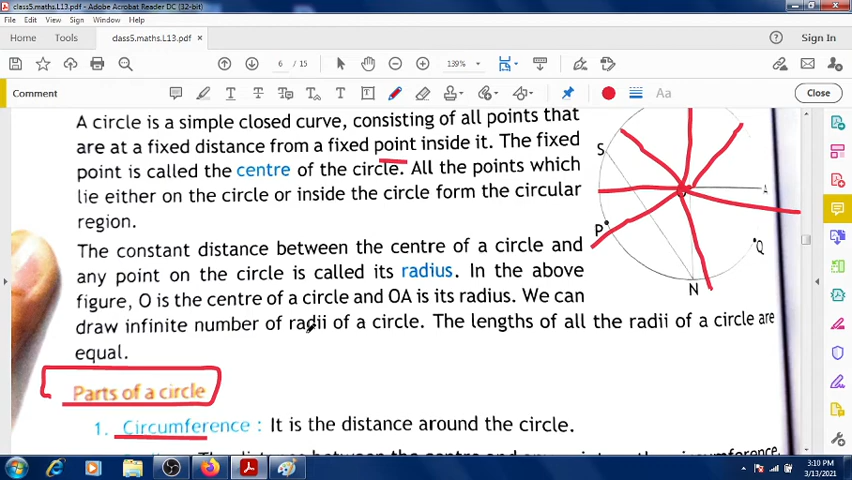 class5.maths.L13.pdf - Adobe Acrobat Reader DC (32-bit)
File Edit View Sign Window Help
Home Tools class5.maths.L13.pdf × Sign In
6 / 15 139%
Comment Aa Close
A circle is a simple closed curve, consisting of all points that
are at a fixed distance from a fixed point inside it. The fixed
point is called the centre of the circle. All the points which
lie either on the circle or inside the circle form the circular
region.
S
A
P
Q
N
The constant distance between the centre of a circle and
any point on the circle is called its radius. In the above
figure, O is the centre of a circle and OA is its radius. We can
draw infinite number of radii of a circle. The lengths of all the radii of a circle are
equal.
Parts of a circle
1. Circumference : It is the distance around the circle.
3:10 PM
3/13/2021